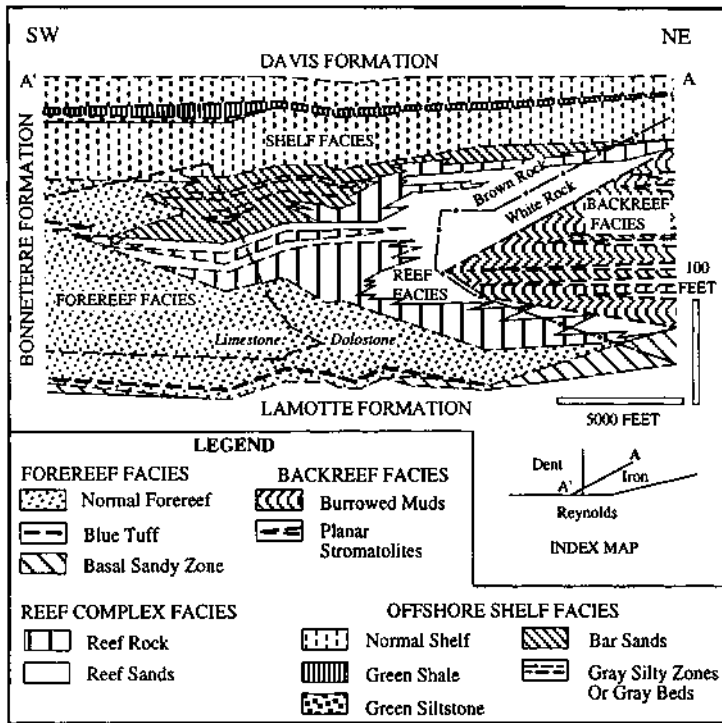 SW
NE
DAVIS FORMATION
A'
A
BONNETERRE FORMATION
SHELF FACIES
Brown Rock
White Rock
BACKREEF
FACIES
REEF
FACIES
FOREREEF FACIES
Limestone
Dolostone
100
FEET
LAMOTTE FORMATION
5000 FEET
LEGEND
FOREREEF FACIES
Normal Forereef
Blue Tuff
Basal Sandy Zone
BACKREEF FACIES
Burrowed Muds
Planar
Stromatolites
Dent
A
A'
Iron
Reynolds
INDEX MAP
REEF COMPLEX FACIES
Reef Rock
Reef Sands
OFFSHORE SHELF FACIES
Normal Shelf
Green Shale
Green Siltstone
Bar Sands
Gray Silty Zones
Or Gray Beds